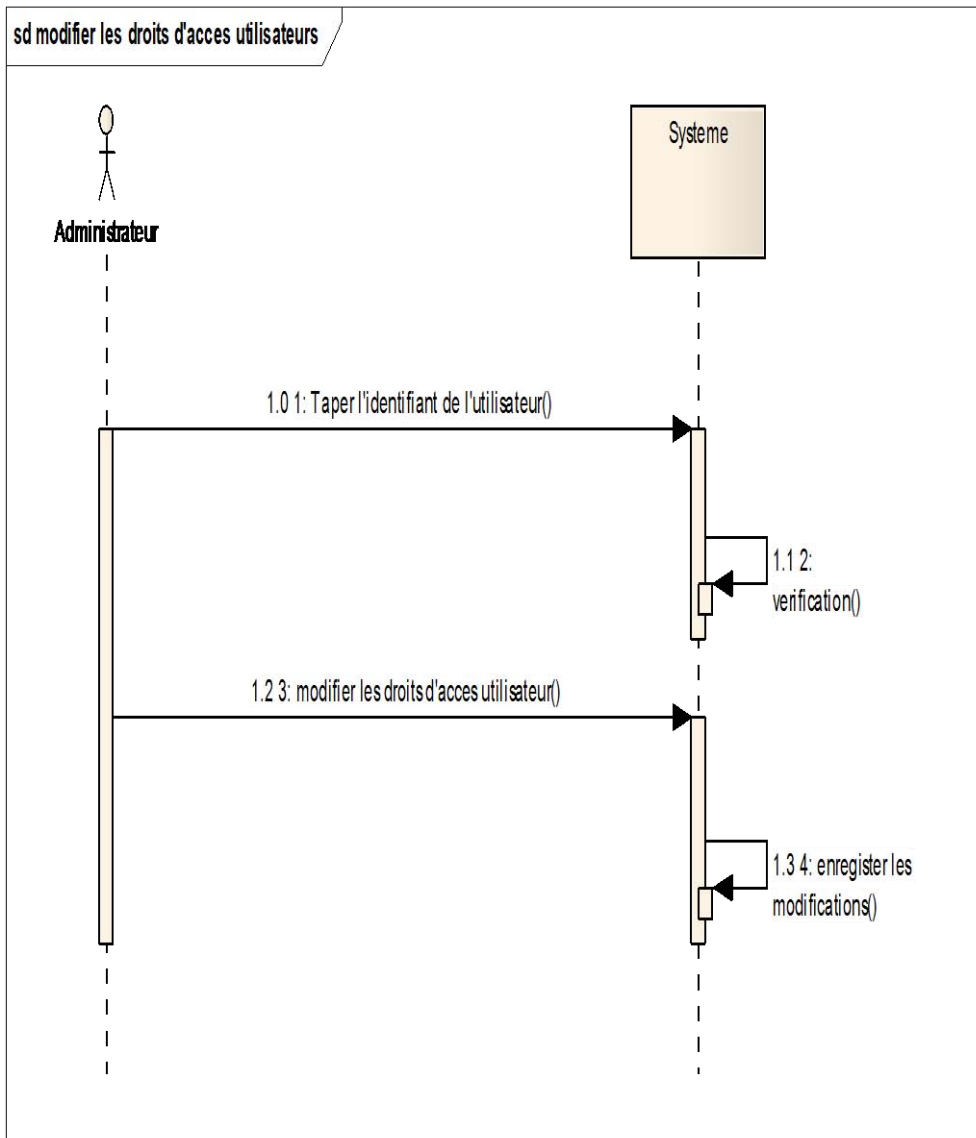 sd modifier les droits d'acces utilisateurs
Systeme
Administrateur
1.0 1: Taper l'identifiant de l'utilisateur()
1.1 2:
verification()
1.2 3: modifier les droits d'acces utilisateur()
1.3 4: enregister les
modifications()